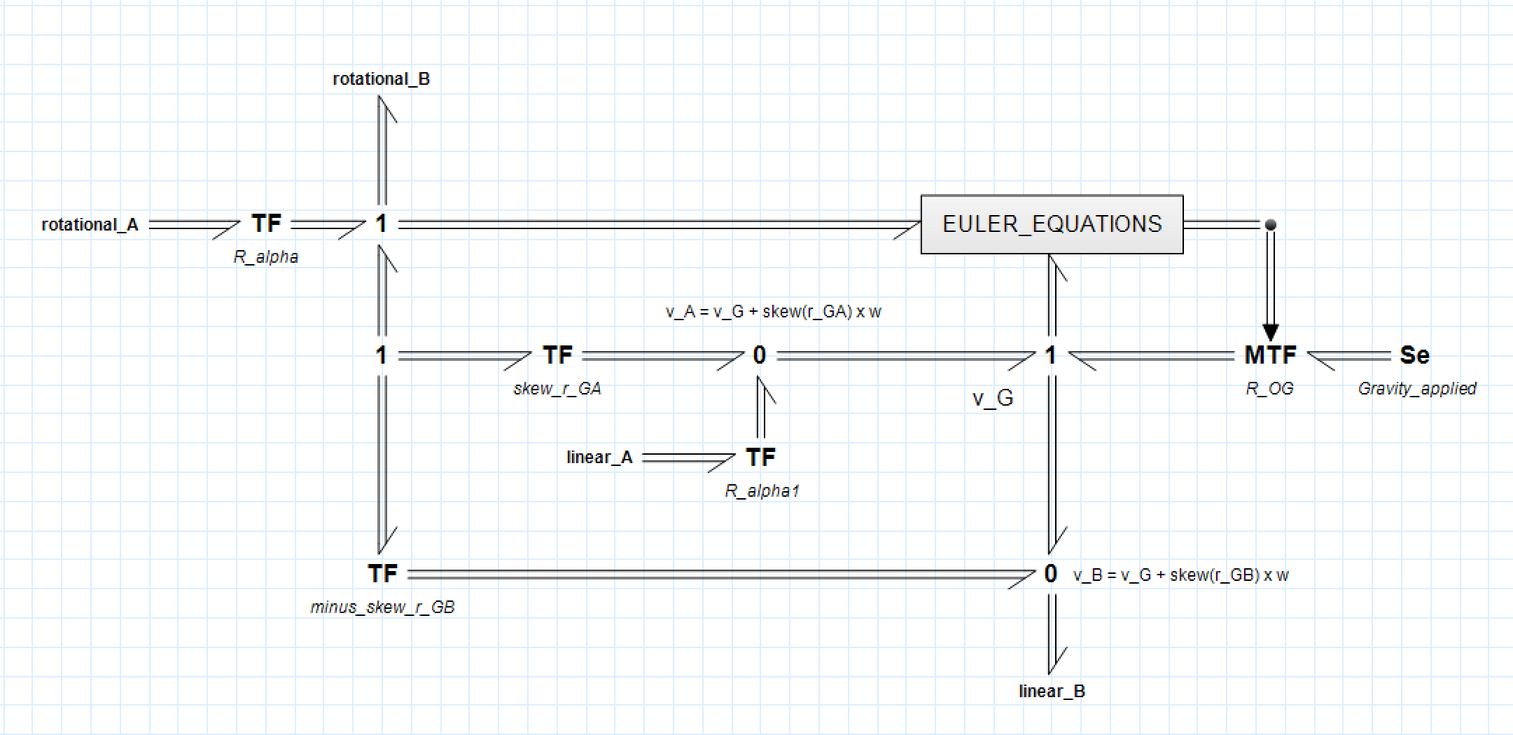 rotational_B
rotational_A TF 1 EULER_EQUATIONS
R_alpha
v_A = v_G + skew(r_GA) x w
1 TF 0 1 MTF Se
skew_r_GA v_G R_OG Gravity_applied
linear_A TF
R_alpha1
TF 0 v_B = v_G + skew(r_GB) x w
minus_skew_r_GB
linear_B